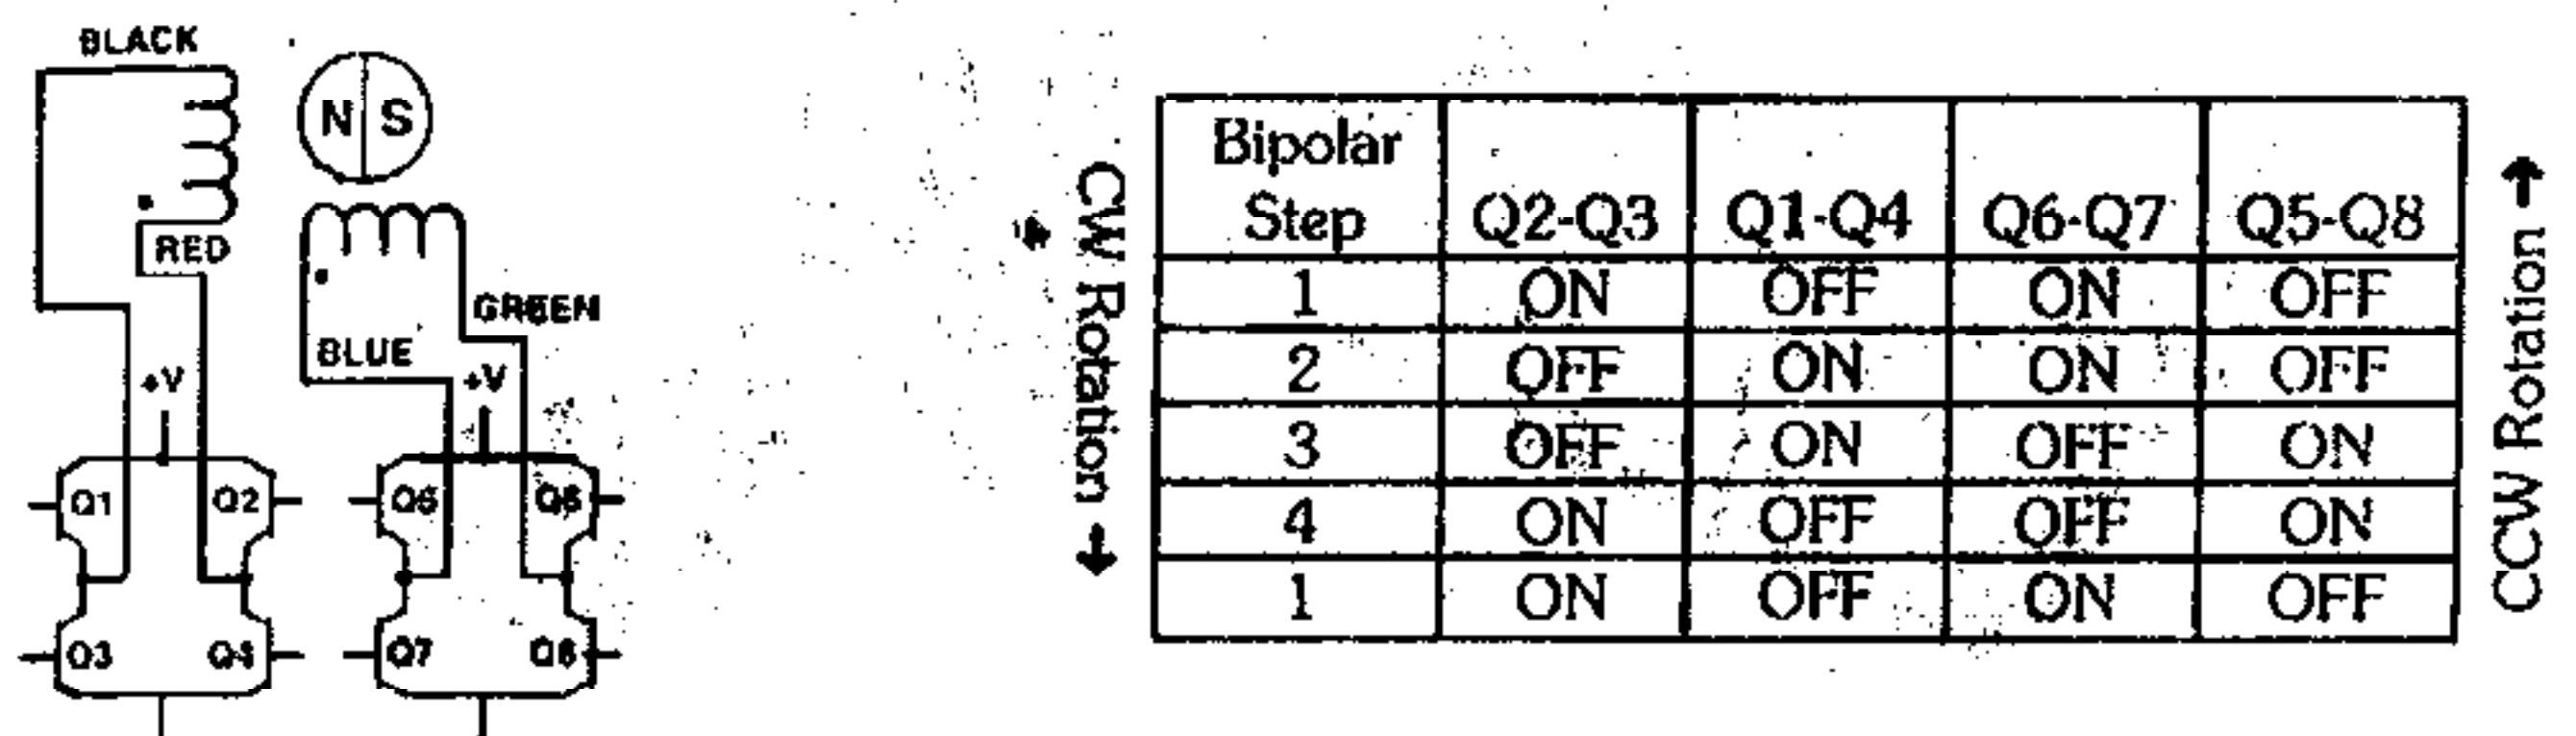 BLACK
N S
RED
GREEN
BLUE
+V
+V
Q1
Q2
Q5
Q6
Q3
Q4
Q7
Q8
CW Rotation →
Bipolar Step Q2-Q3 Q1-Q4 Q6-Q7 Q5-Q8
1 ON OFF ON OFF
2 OFF ON ON OFF
3 OFF ON OFF ON
4 ON OFF OFF ON
1 ON OFF ON OFF
CCW Rotation →